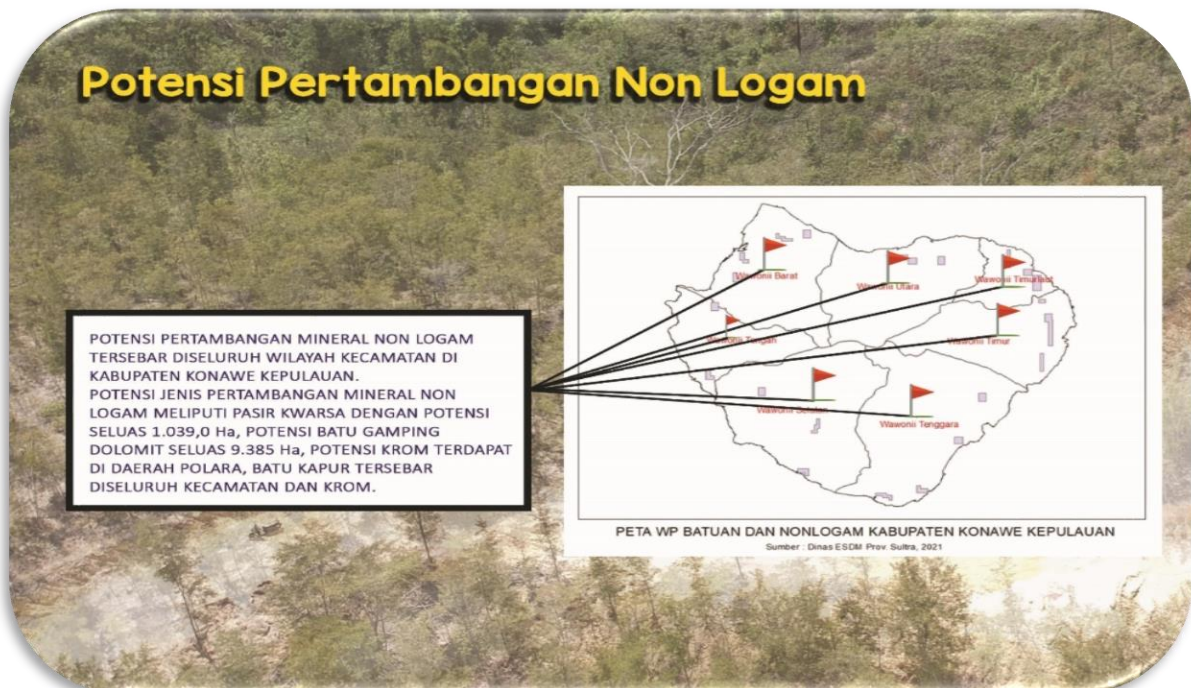 Potensi Pertambangan Non Logam
POTENSI PERTAMBANGAN MINERAL NON LOGAM
TERSEBAR DISELURUH WILAYAH KECAMATAN DI
KABUPATEN KONAWE KEPULAUAN.
POTENSI JENIS PERTAMBANGAN MINERAL NON
LOGAM MELIPUTI PASIR KWARSA DENGAN POTENSI
SELUAS 1.039,0 Ha, POTENSI BATU GAMPING
DOLOMIT SELUAS 9.385 Ha, POTENSI KROM TERDAPAT
DI DAERAH POLARA, BATU KAPUR TERSEBAR
DISELURUH KECAMATAN DAN KROM.
Wawonii Barat
Wawonii Utara
Wawonii Timur
Wawonii Tengah
Wawonii Timur
Wawonii Selatan
Wawonii Tenggara
PETA WP BATUAN DAN NONLOGAM KABUPATEN KONAWE KEPULAUAN
Sumber : Dinas ESDM Prov. Sultra, 2021